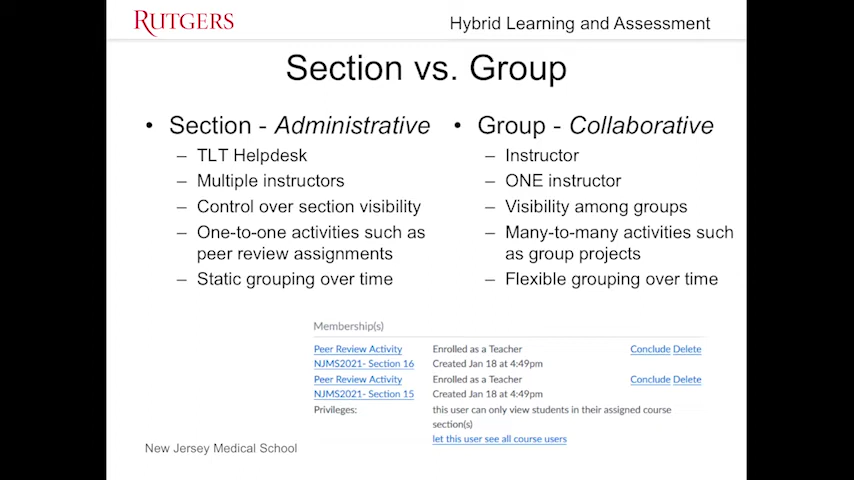 RUTGERS
Hybrid Learning and Assessment
Section vs. Group
• Section - Administrative
– TLT Helpdesk
– Multiple instructors
– Control over section visibility
– One-to-one activities such as
peer review assignments
– Static grouping over time
• Group - Collaborative
– Instructor
– ONE instructor
– Visibility among groups
– Many-to-many activities such
as group projects
– Flexible grouping over time
Membership(s)
Peer Review Activity Enrolled as a Teacher Conclude Delete
NJMS2021- Section 16 Created Jan 18 at 4:49pm
Peer Review Activity Enrolled as a Teacher Conclude Delete
NJMS2021- Section 15 Created Jan 18 at 4:49pm
Privileges: this user can only view students in their assigned course
section(s)
let this user see all course users
New Jersey Medical School